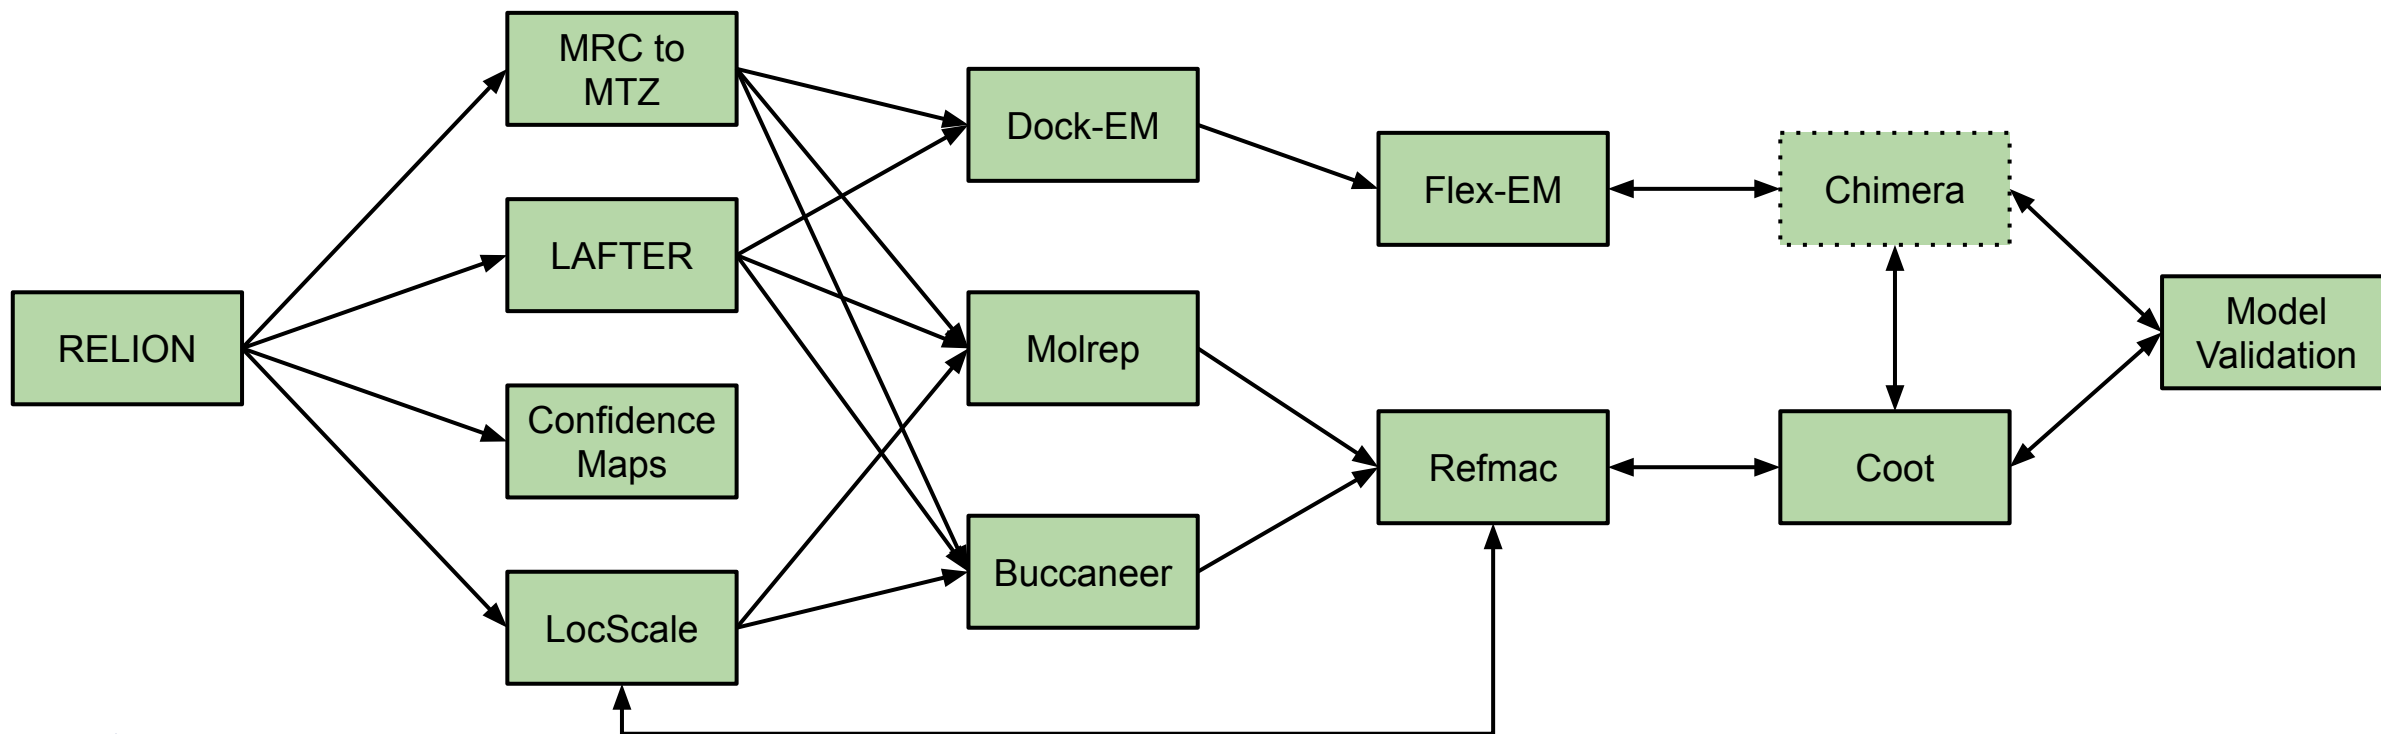 RELION
MRC to
MTZ
LAFTER
Confidence
Maps
LocScale
Dock-EM
Molrep
Buccaneer
Flex-EM
Refmac
Chimera
Coot
Model
Validation